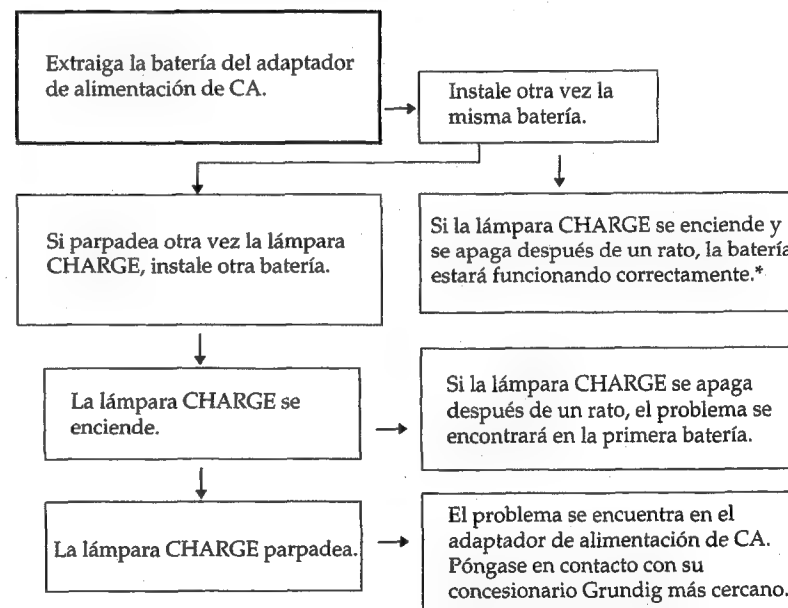 Extraiga la batería del adaptador
de alimentación de CA.
Instale otra vez la
misma batería.
Si parpadea otra vez la lámpara
CHARGE, instale otra batería.
Si la lámpara CHARGE se enciende y
se apaga después de un rato, la batería
estará funcionando correctamente.*
La lámpara CHARGE se
enciende.
Si la lámpara CHARGE se apaga
después de un rato, el problema se
encontrará en la primera batería.
La lámpara CHARGE parpadea.
El problema se encuentra en el
adaptador de alimentación de CA.
Póngase en contacto con su
concesionario Grundig más cercano.